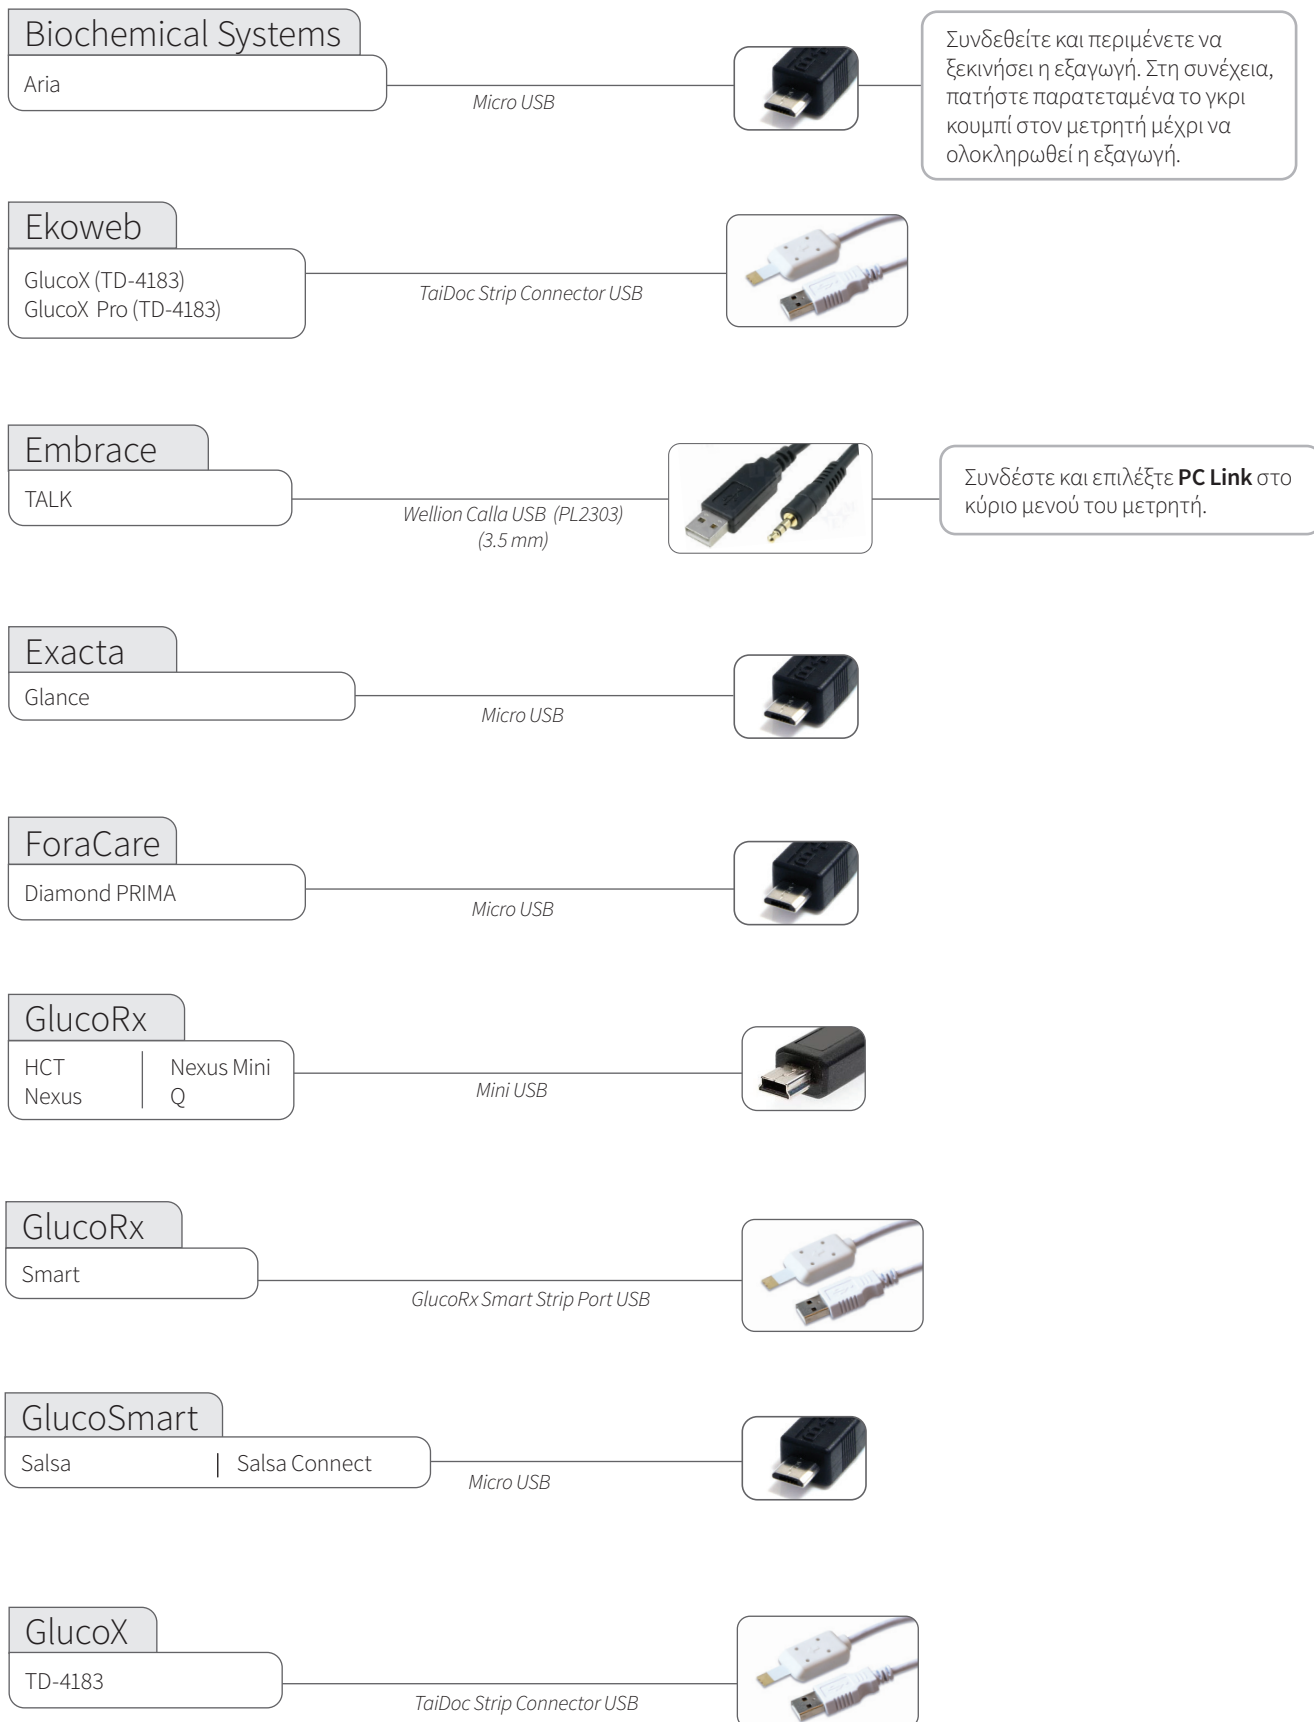 Biochemical Systems
Aria
Micro USB
Συνδεθείτε και περιμένετε να
ξεκινήσει η εξαγωγή. Στη συνέχεια,
πατήστε παρατεταμένα το γκρι
κουμπί στον μετρητή μέχρι να
ολοκληρωθεί η εξαγωγή.
Ekoweb
GlucoX (TD-4183)
GlucoX Pro (TD-4183)
TaiDoc Strip Connector USB
Embrace
TALK
Wellion Calla USB (PL2303)
(3.5 mm)
Συνδέστε και επιλέξτε PC Link στο
κύριο μενού του μετρητή.
Exacta
Glance
Micro USB
ForaCare
Diamond PRIMA
Micro USB
GlucoRx
HCT | Nexus Mini
Nexus | Q
Mini USB
GlucoRx
Smart
GlucoRx Smart Strip Port USB
GlucoSmart
Salsa | Salsa Connect
Micro USB
GlucoX
TD-4183
TaiDoc Strip Connector USB